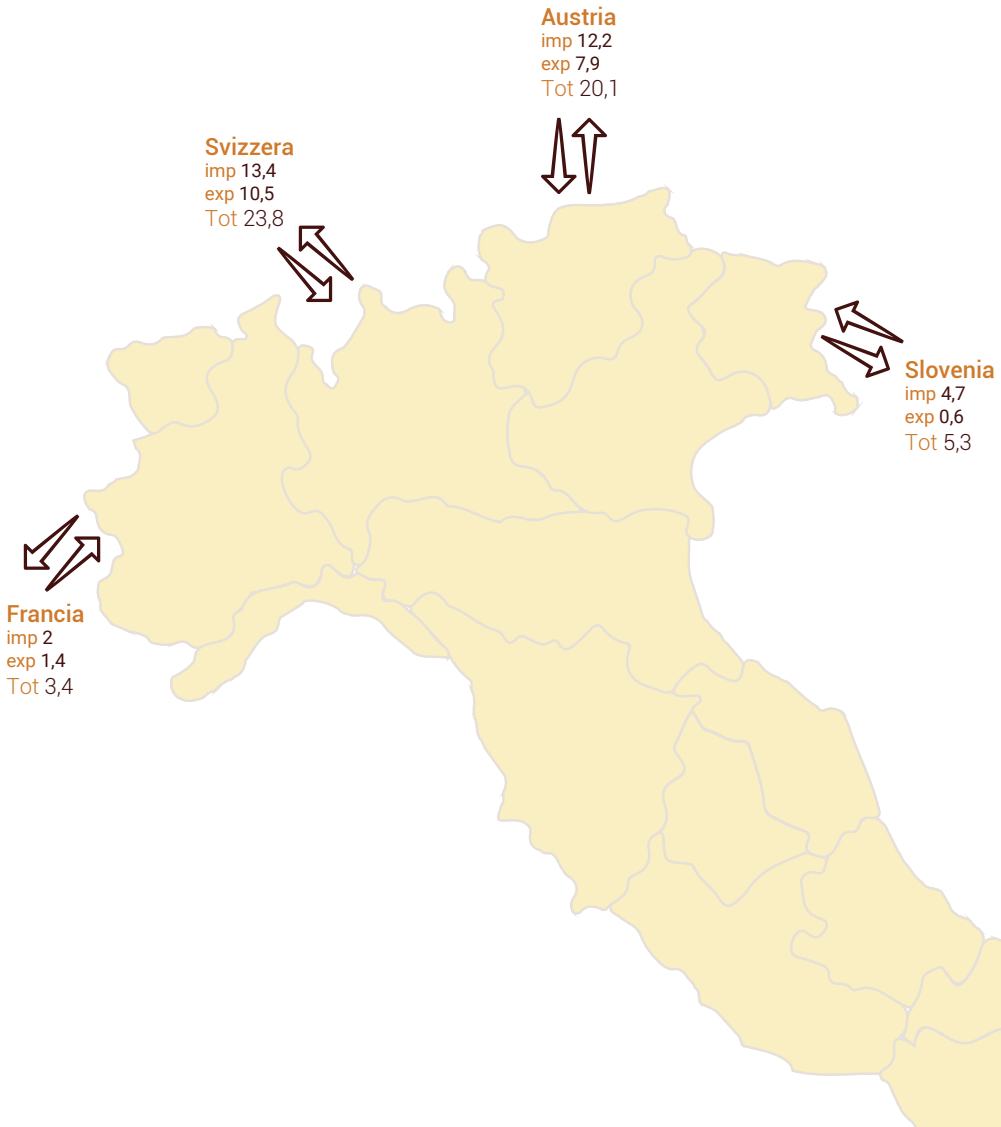 Austria
imp 12,2
exp 7,9
Tot 20,1
Svizzera
imp 13,4
exp 10,5
Tot 23,8
Slovenia
imp 4,7
exp 0,6
Tot 5,3
Francia
imp 2
exp 1,4
Tot 3,4